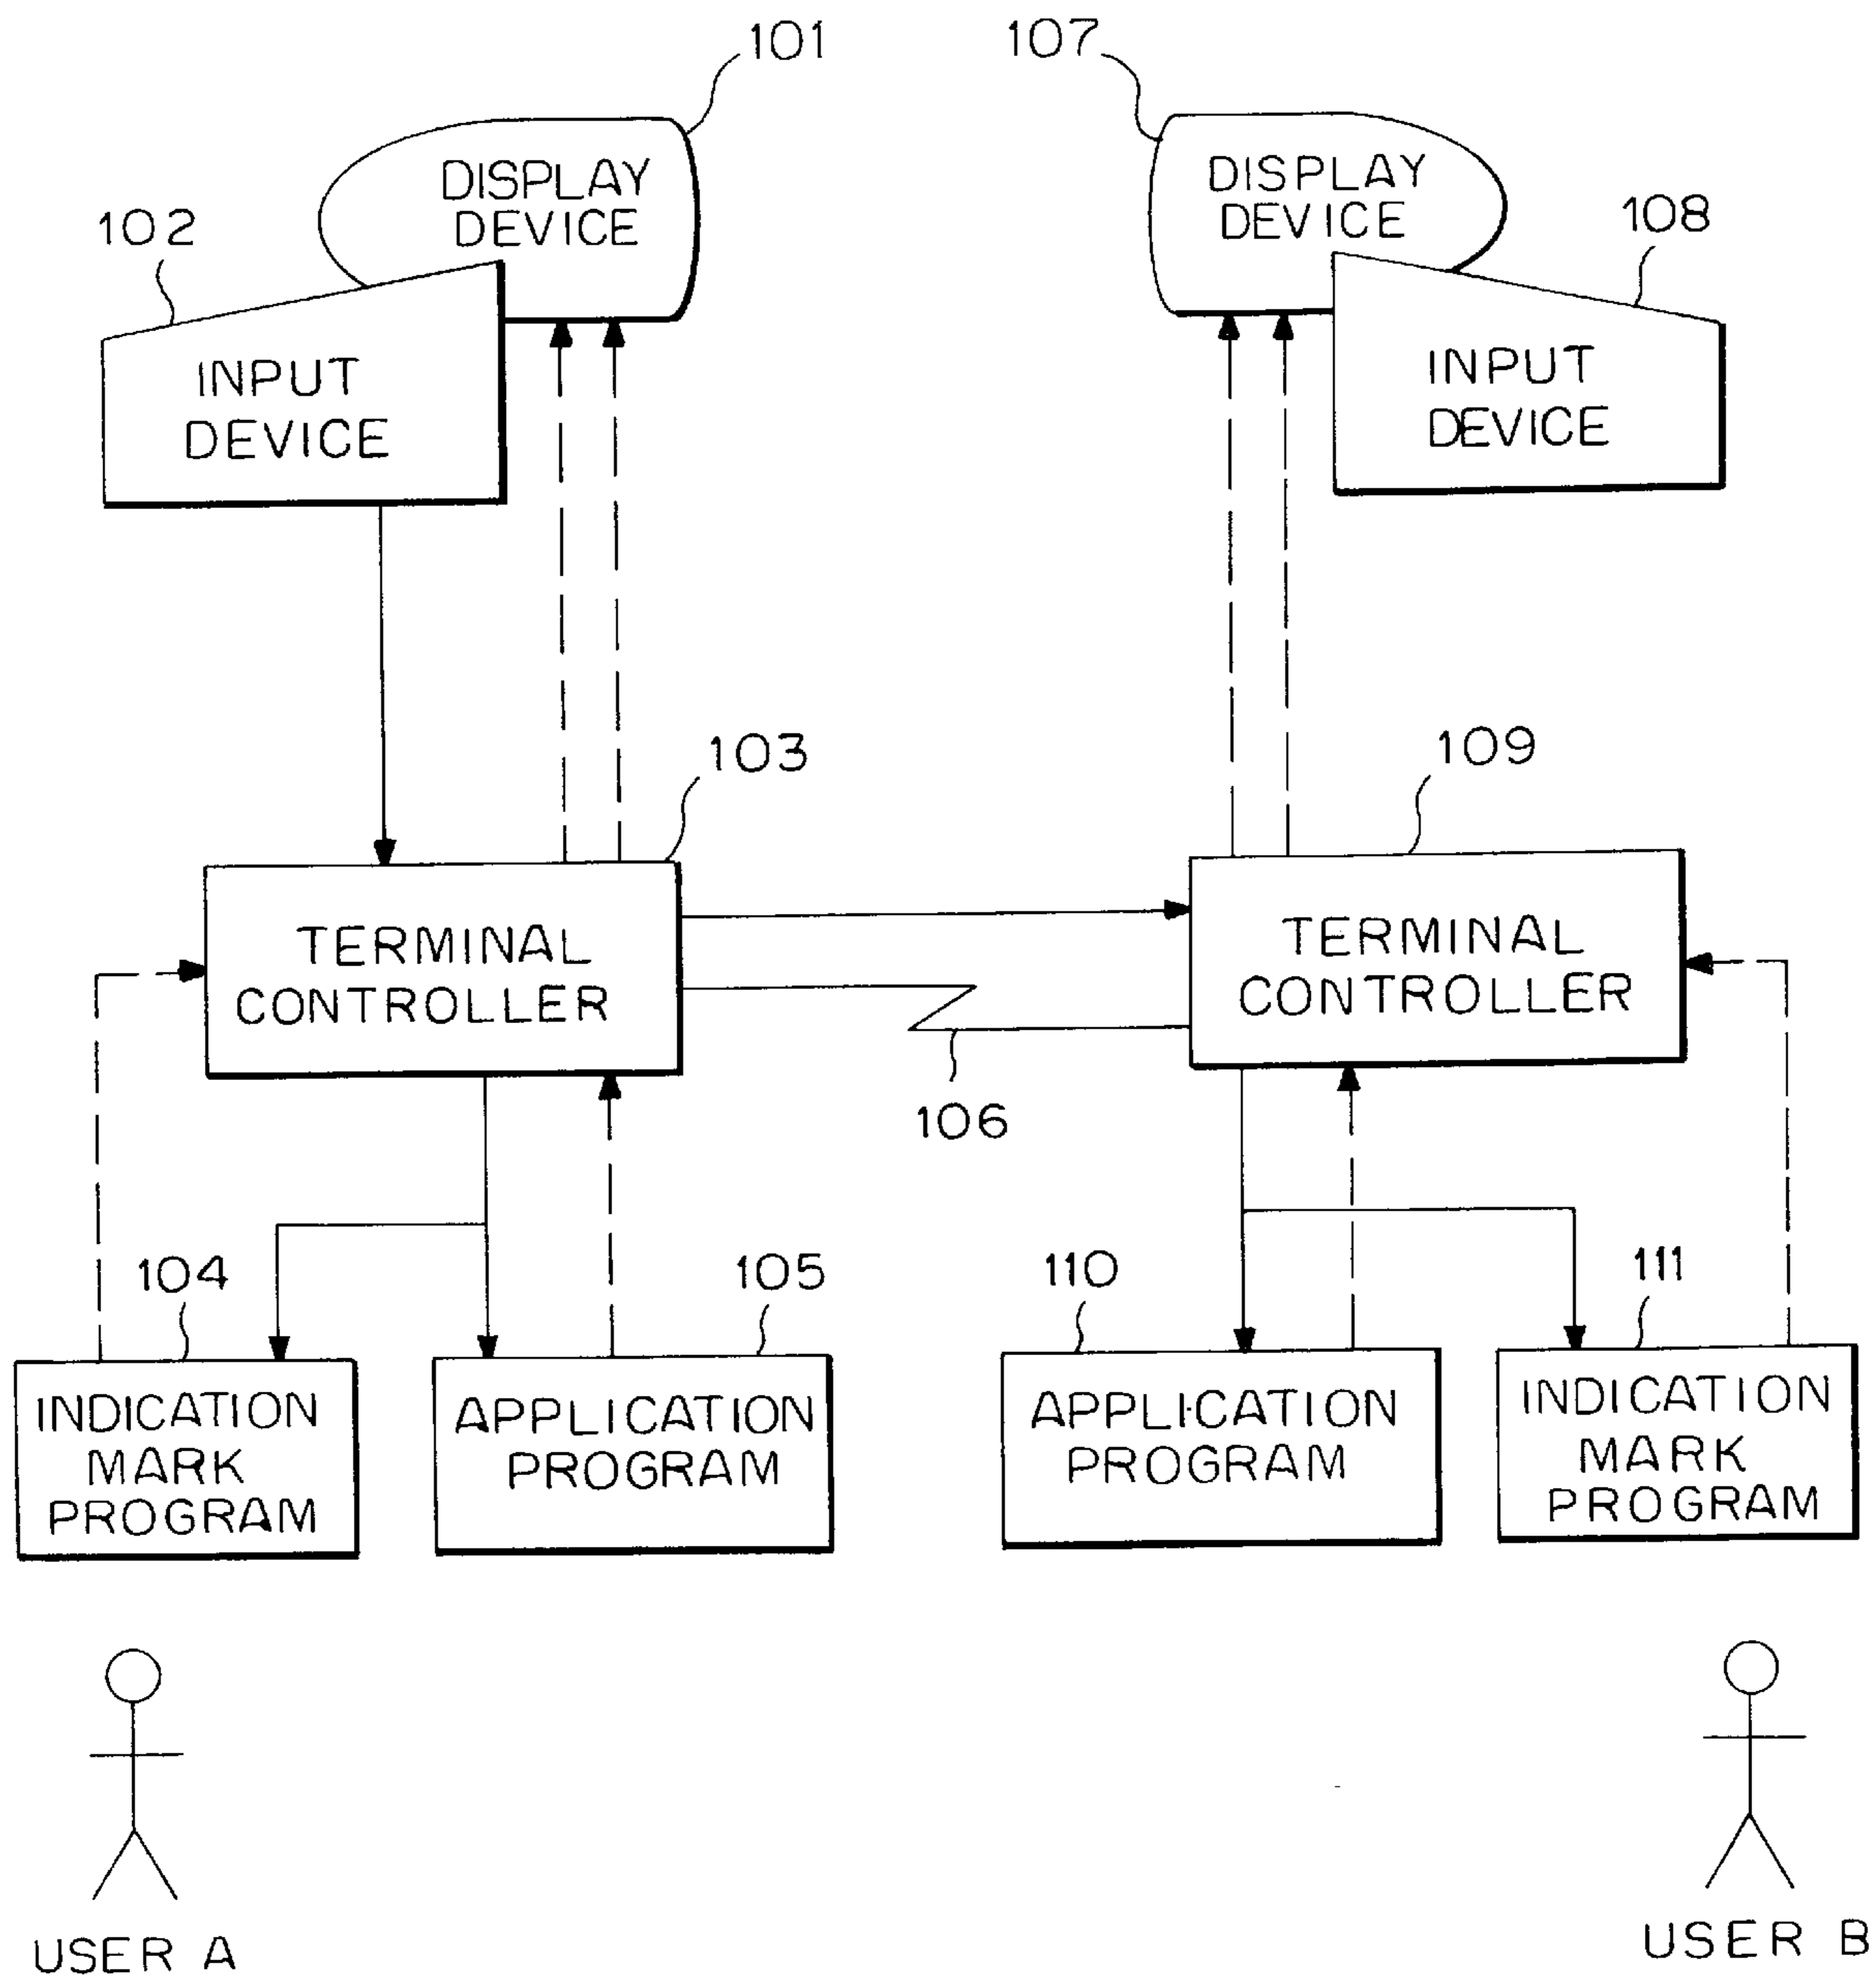 101
107
DISPLAY
DEVICE
DISPLAY
DEVICE
102
108
INPUT
DEVICE
INPUT
DEVICE
103
109
TERMINAL
CONTROLLER
TERMINAL
CONTROLLER
106
104
105
110
111
INDICATION
MARK
PROGRAM
APPLICATION
PROGRAM
APPLICATION
PROGRAM
INDICATION
MARK
PROGRAM
USER A
USER B